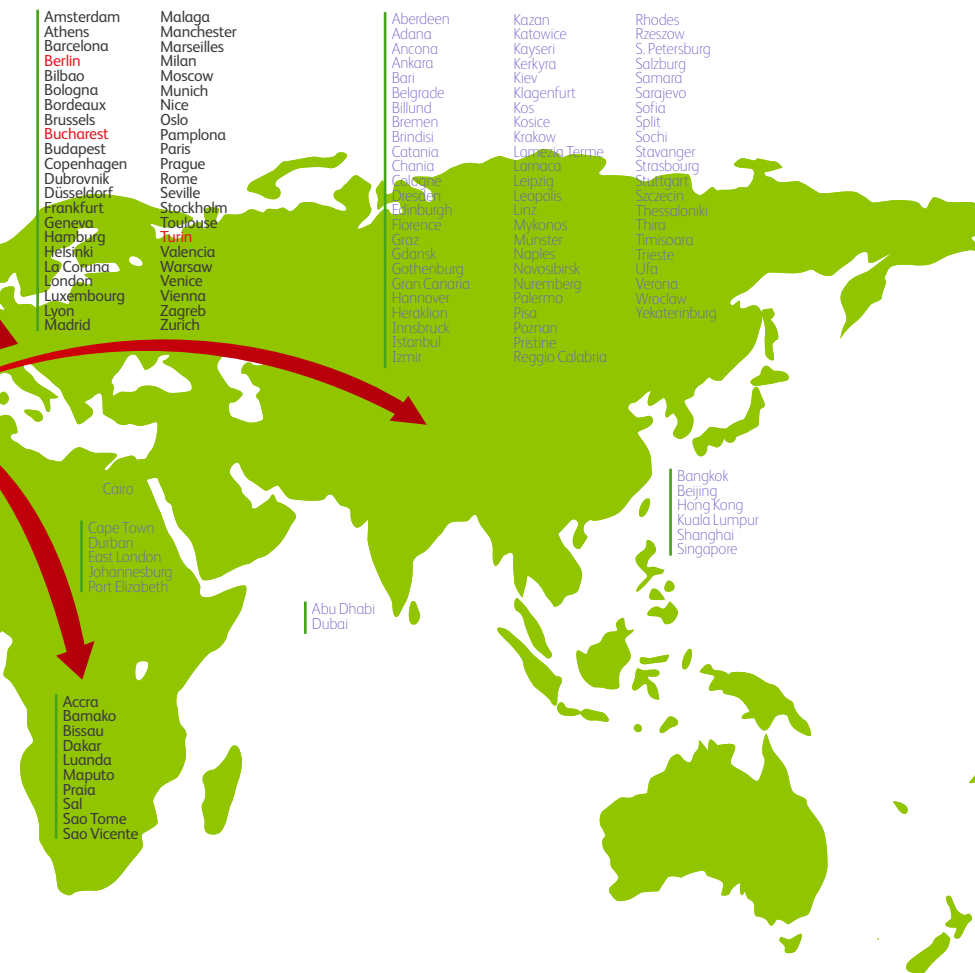 Amsterdam
Athens
Barcelona
Berlin
Bilbao
Bologna
Bordeaux
Brussels
Bucharest
Budapest
Copenhagen
Dubrovnik
Düsseldorf
Frankfurt
Geneva
Hamburg
Helsinki
La Coruna
London
Luxembourg
Lyon
Madrid
Malaga
Manchester
Marseilles
Milan
Moscow
Munich
Nice
Oslo
Pamplona
Paris
Prague
Rome
Seville
Stockholm
Toulouse
Turin
Valencia
Warsaw
Venice
Vienna
Zagreb
Zurich
Aberdeen
Adana
Ancona
Ankara
Bari
Belgrade
Billund
Bremen
Brindisi
Catania
Chania
Cologne
Dresden
Edinburgh
Florence
Graz
Gdansk
Gothenburg
Gran Canaria
Hannover
Heraklion
Innsbruck
Istanbul
Izmir
Kazan
Katowice
Kayseri
Kerkyra
Kiev
Klagenfurt
Kos
Kosice
Krakow
Lamezia Terme
Larnaca
Leipzig
Leopolis
Linz
Mykonos
Munster
Naples
Novosibirsk
Nuremberg
Palermo
Pisa
Poznan
Pristine
Reggio Calabria
Rhodes
Rzeszow
S. Petersburg
Salzburg
Samara
Sarajevo
Sofia
Split
Sochi
Stavanger
Strasbourg
Stuttgart
Szczecin
Thessaloniki
Thira
Timisoara
Trieste
Ufa
Verona
Wroclaw
Yekaterinburg
Cairo
Cape Town
Durban
East London
Johannesburg
Port Elizabeth
Abu Dhabi
Dubai
Bangkok
Beijing
Hong Kong
Kuala Lumpur
Shanghai
Singapore
Accra
Bamako
Bissau
Dakar
Luanda
Maputo
Praia
Sal
Sao Tome
Sao Vicente